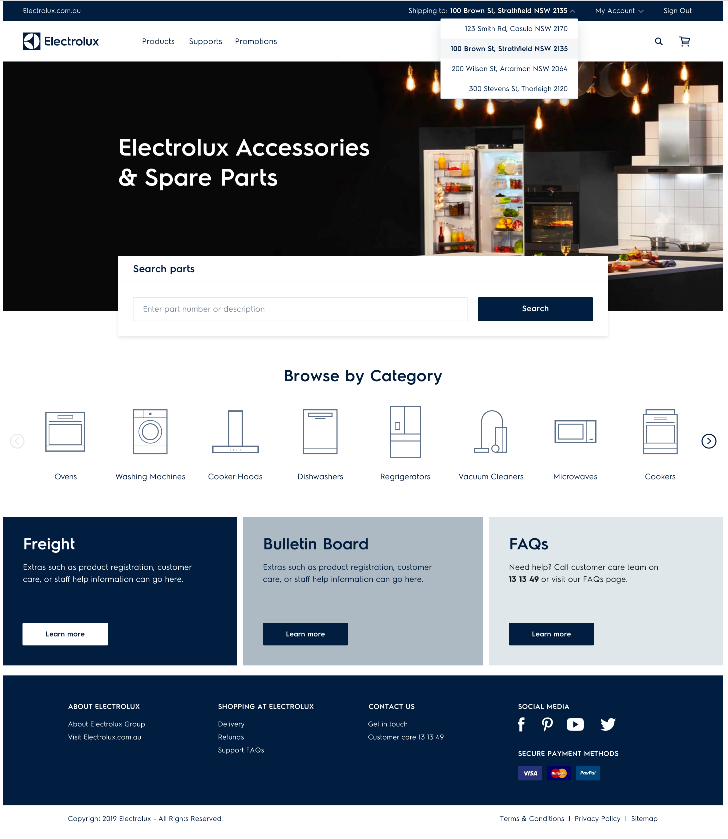 Electrolux.com.au
Shipping to: 100 Brown St, Strathfield NSW 2135
My Account
Sign Out
Electrolux
Products
Supports
Promotions
123 Smith Rd, Casula NSW 2170
100 Brown St, Strathfield NSW 2135
200 Wilson St, Artarman NSW 2064
300 Stevens St, Thorleigh 2120
Electrolux Accessories
& Spare Parts
Search parts
Enter part number or description
Search
Browse by Category
Ovens
Washing Machines
Cooker Hoods
Dishwashers
Regrigerators
Vacuum Cleaners
Microwaves
Cookers
Freight
Extras such as product registration, customer
care, or staff help information can go here.
Learn more
Bulletin Board
Extras such as product registration, customer
care, or staff help information can go here.
Learn more
FAQs
Need help? Call customer care team on
13 13 49 or visit our FAQs page.
Learn more
ABOUT ELECTROLUX
About Electrolux Group
Visit Electrolux.com.au
SHOPPING AT ELECTROLUX
Delivery
Refunds
Support FAQs
CONTACT US
Get in touch
Customer care 13 13 49
SOCIAL MEDIA
SECURE PAYMENT METHODS
VISA
MasterCard
PayPal
Copyright 2019 Electrolux - All Rights Reserved.
Terms & Conditions | Privacy Policy | Sitemap